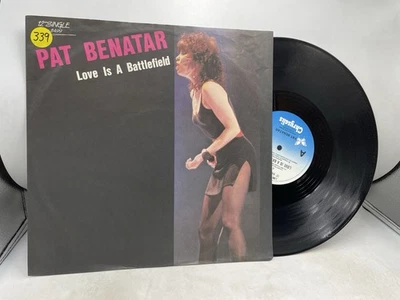 12" SINGLE
339
PAT BENATAR
Love Is A Battlefield
Chrysalis
A